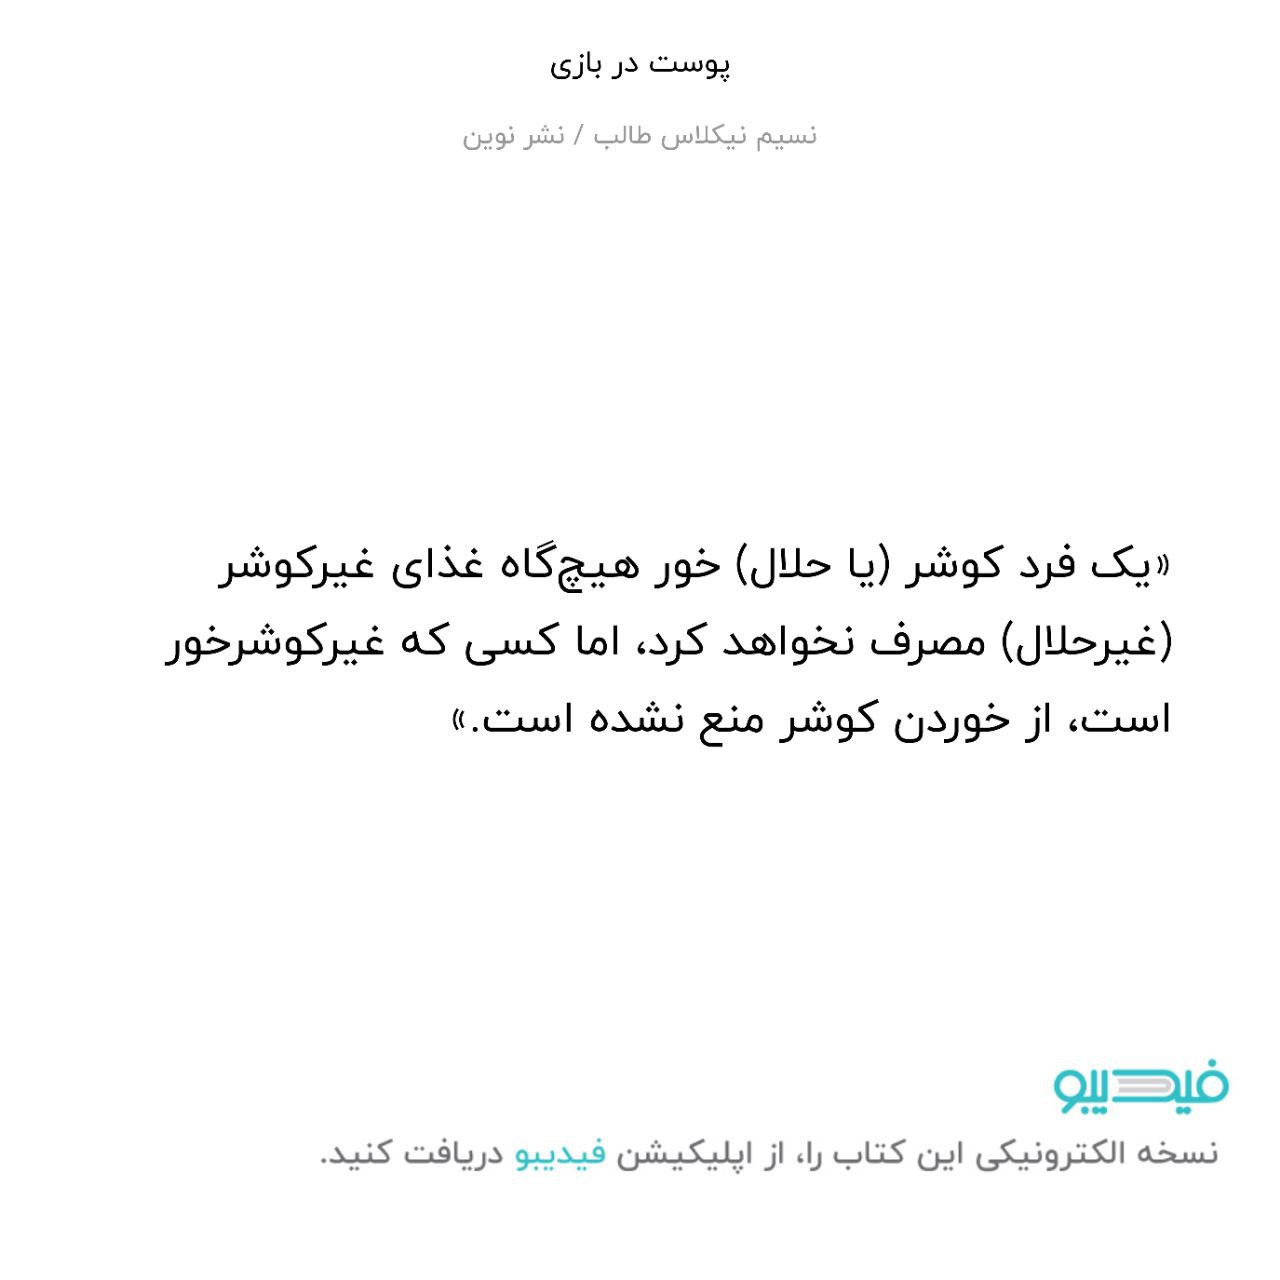 پوست در بازی
نسیم نیکلاس طالب / نشر نوین
«یک فرد کوشر (یا حلال) خور هیچ‌گاه غذای غیرکوشر
(غیرحلال) مصرف نخواهد کرد، اما کسی که غیرکوشرخور
است، از خوردن کوشر منع نشده است.»
فیدیبو
نسخه الکترونیکی این کتاب را، از اپلیکیشن فیدیبو دریافت کنید.